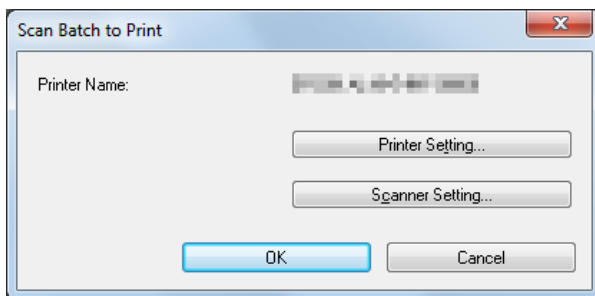 Scan Batch to Print
Printer Name:
Printer Setting...
Scanner Setting...
OK
Cancel